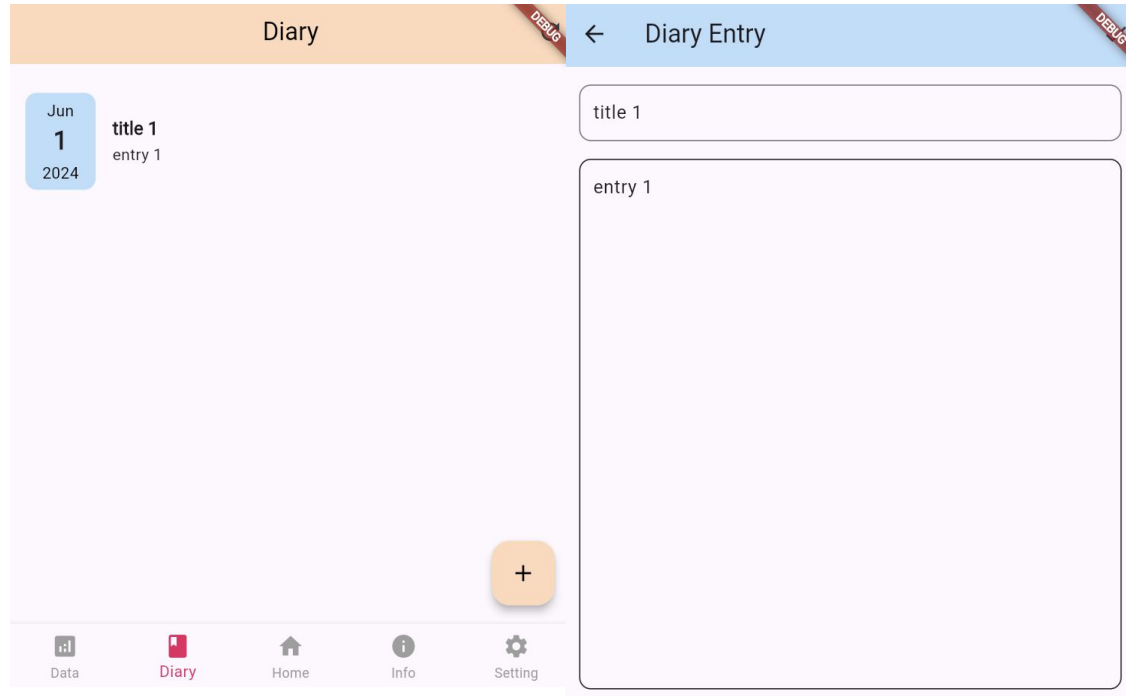 Diary
DEBUG
Jun
1
2024
title 1
entry 1
+
Data
Diary
Home
Info
Setting
Diary Entry
DEBUG
title 1
entry 1